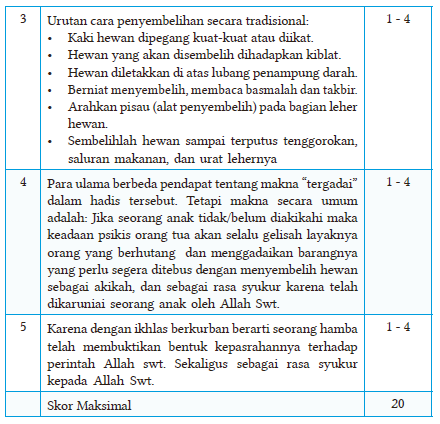 3 Urutan cara penyembelihan secara tradisional: 1 - 4
• Kaki hewan dipegang kuat-kuat atau diikat.
• Hewan yang akan disembelih dihadapkan kiblat.
• Hewan diletakkan di atas lubang penampung darah.
• Berniat menyembelih, membaca basmalah dan takbir.
• Arahkan pisau (alat penyembelih) pada bagian leher
hewan.
• Sembelihlah hewan sampai terputus tenggorokan,
saluran makanan, dan urat lehernya
4 Para ulama berbeda pendapat tentang makna “tergadai” 1 - 4
dalam hadis tersebut. Tetapi makna secara umum
adalah: Jika seorang anak tidak/belum diakikahi maka
keadaan psikis orang tua akan selalu gelisah layaknya
orang yang berhutang dan menggadaikan barangnya
yang perlu segera ditebus dengan menyembelih hewan
sebagai akikah, dan sebagai rasa syukur karena telah
dikaruniai seorang anak oleh Allah Swt.
5 Karena dengan ikhlas berkurban berarti seorang hamba 1 - 4
telah membuktikan bentuk kepasrahannya terhadap
perintah Allah swt. Sekaligus sebagai rasa syukur
kepada Allah Swt.
Skor Maksimal 20